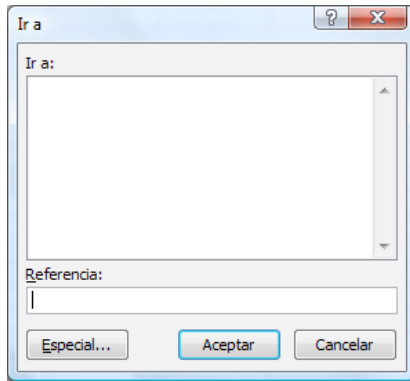 Ir a
Ir a:
Referencia:
Especial...
Aceptar
Cancelar